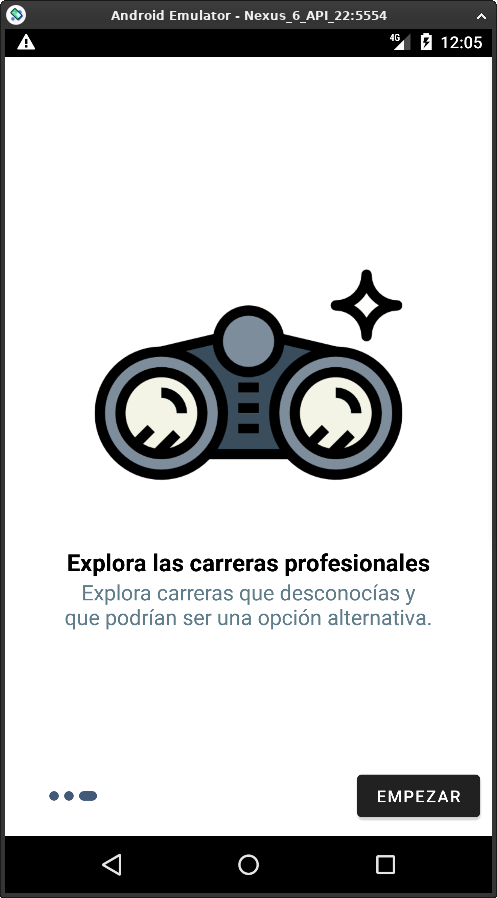 Android Emulator - Nexus_6_API_22:5554
4G 12:05
Explora las carreras profesionales
Explora carreras que desconocías y
que podrían ser una opción alternativa.
EMPEZAR